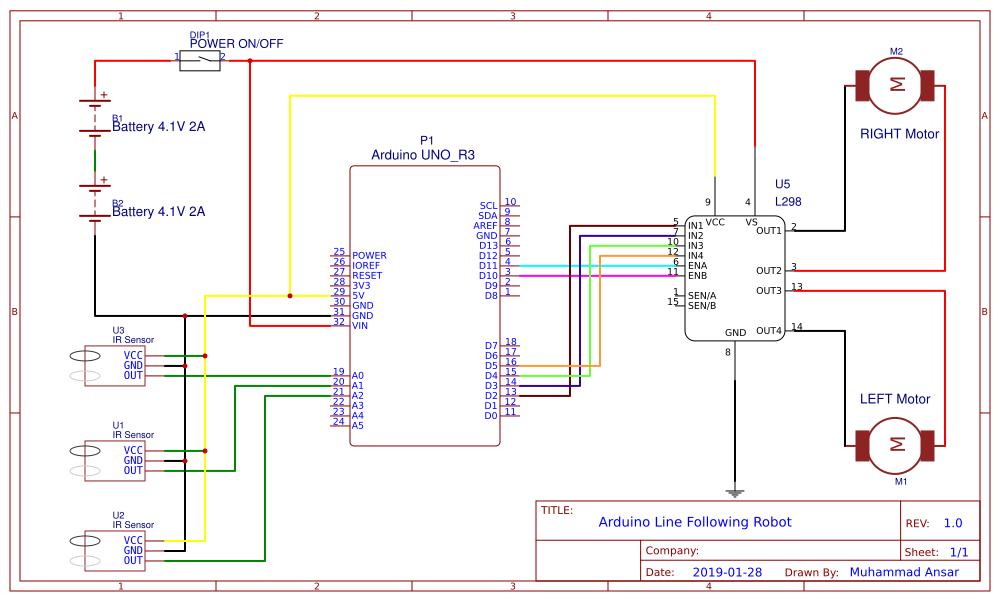 1 2 3 4
A
B
A
B
1 2 3 4
DIP1
POWER ON/OFF
1 2
+
B1
Battery 4.1V 2A
+
B2
Battery 4.1V 2A
P1
Arduino UNO_R3
25 POWER
26 IOREF
27 RESET
28 3V3
29 5V
30 GND
31 GND
32 VIN
19 A0
20 A1
21 A2
22 A3
23 A4
24 A5
SCL 10
SDA 9
AREF 8
GND 7
D13 6
D12 5
D11 4
D10 3
D9 2
D8 1
D7 18
D6 17
D5 16
D4 15
D3 14
D2 13
D1 12
D0 11
U3
IR Sensor
VCC
GND
OUT
U1
IR Sensor
VCC
GND
OUT
U2
IR Sensor
VCC
GND
OUT
U5
L298
9 4
VCC VS
5 IN1
7 IN2
10 IN3
12 IN4
6 ENA
11 ENB
1 SEN/A
15 SEN/B
OUT1 2
OUT2 3
OUT3 13
OUT4 14
GND
8
M2
M
RIGHT Motor
LEFT Motor
M
M1
TITLE:
Arduino Line Following Robot
REV: 1.0
Company:
Sheet: 1/1
Date: 2019-01-28 Drawn By: Muhammad Ansar